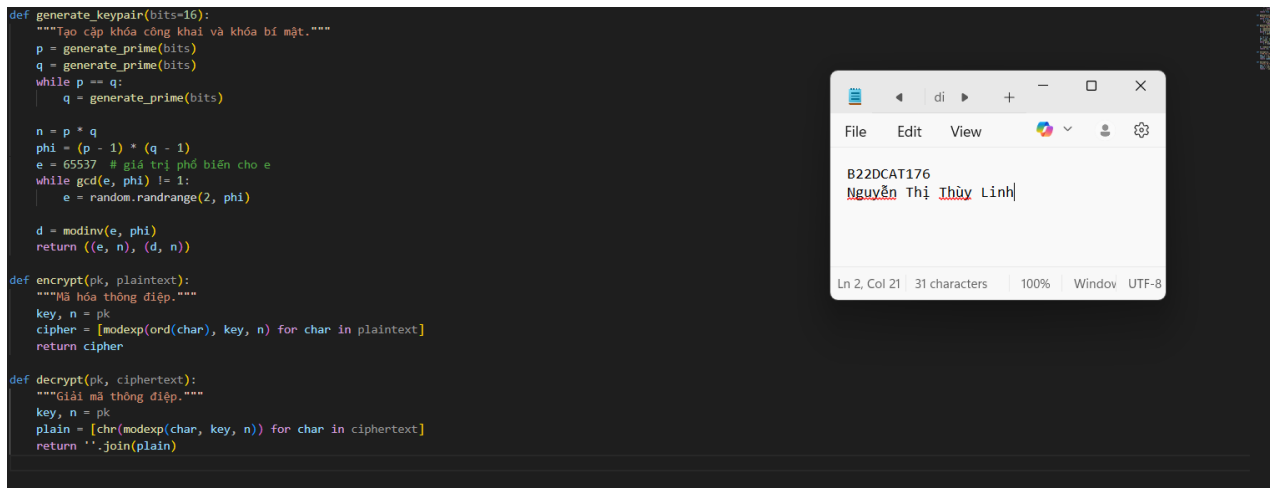 def generate_keypair(bits=16):
    """Tạo cặp khóa công khai và khóa bí mật."""
    p = generate_prime(bits)
    q = generate_prime(bits)
    while p == q:
        q = generate_prime(bits)
    n = p * q
    phi = (p - 1) * (q - 1)
    e = 65537  # giá trị phổ biến cho e
    while gcd(e, phi) != 1:
        e = random.randrange(2, phi)
    d = modinv(e, phi)
    return ((e, n), (d, n))
def encrypt(pk, plaintext):
    """Mã hóa thông điệp."""
    key, n = pk
    cipher = [modexp(ord(char), key, n) for char in plaintext]
    return cipher
def decrypt(pk, ciphertext):
    """Giải mã thông điệp."""
    key, n = pk
    plain = [chr(modexp(char, key, n)) for char in ciphertext]
    return ''.join(plain)
di
File Edit View
B22DCAT176
Nguyễn Thị Thùy Linh
Ln 2, Col 21 31 characters 100% Window UTF-8